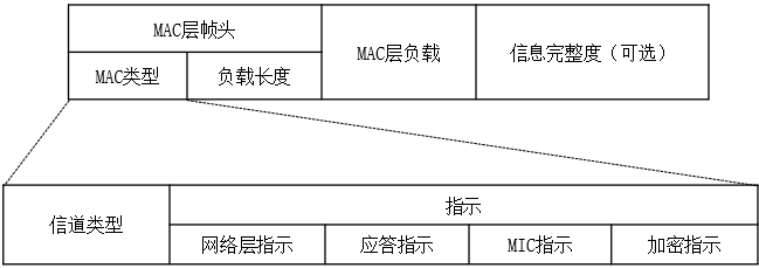 MAC层帧头
MAC层负载
信息完整度（可选）
MAC类型
负载长度
信道类型
指示
网络层指示
应答指示
MIC指示
加密指示